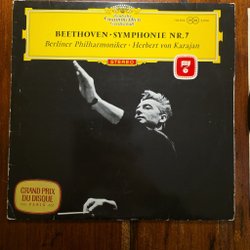 BEETHOVEN · SYMPHONIE NR. 7
Berliner Philharmoniker · Herbert von Karajan
STEREO
7
GRAND PRIX
DU DISQUE